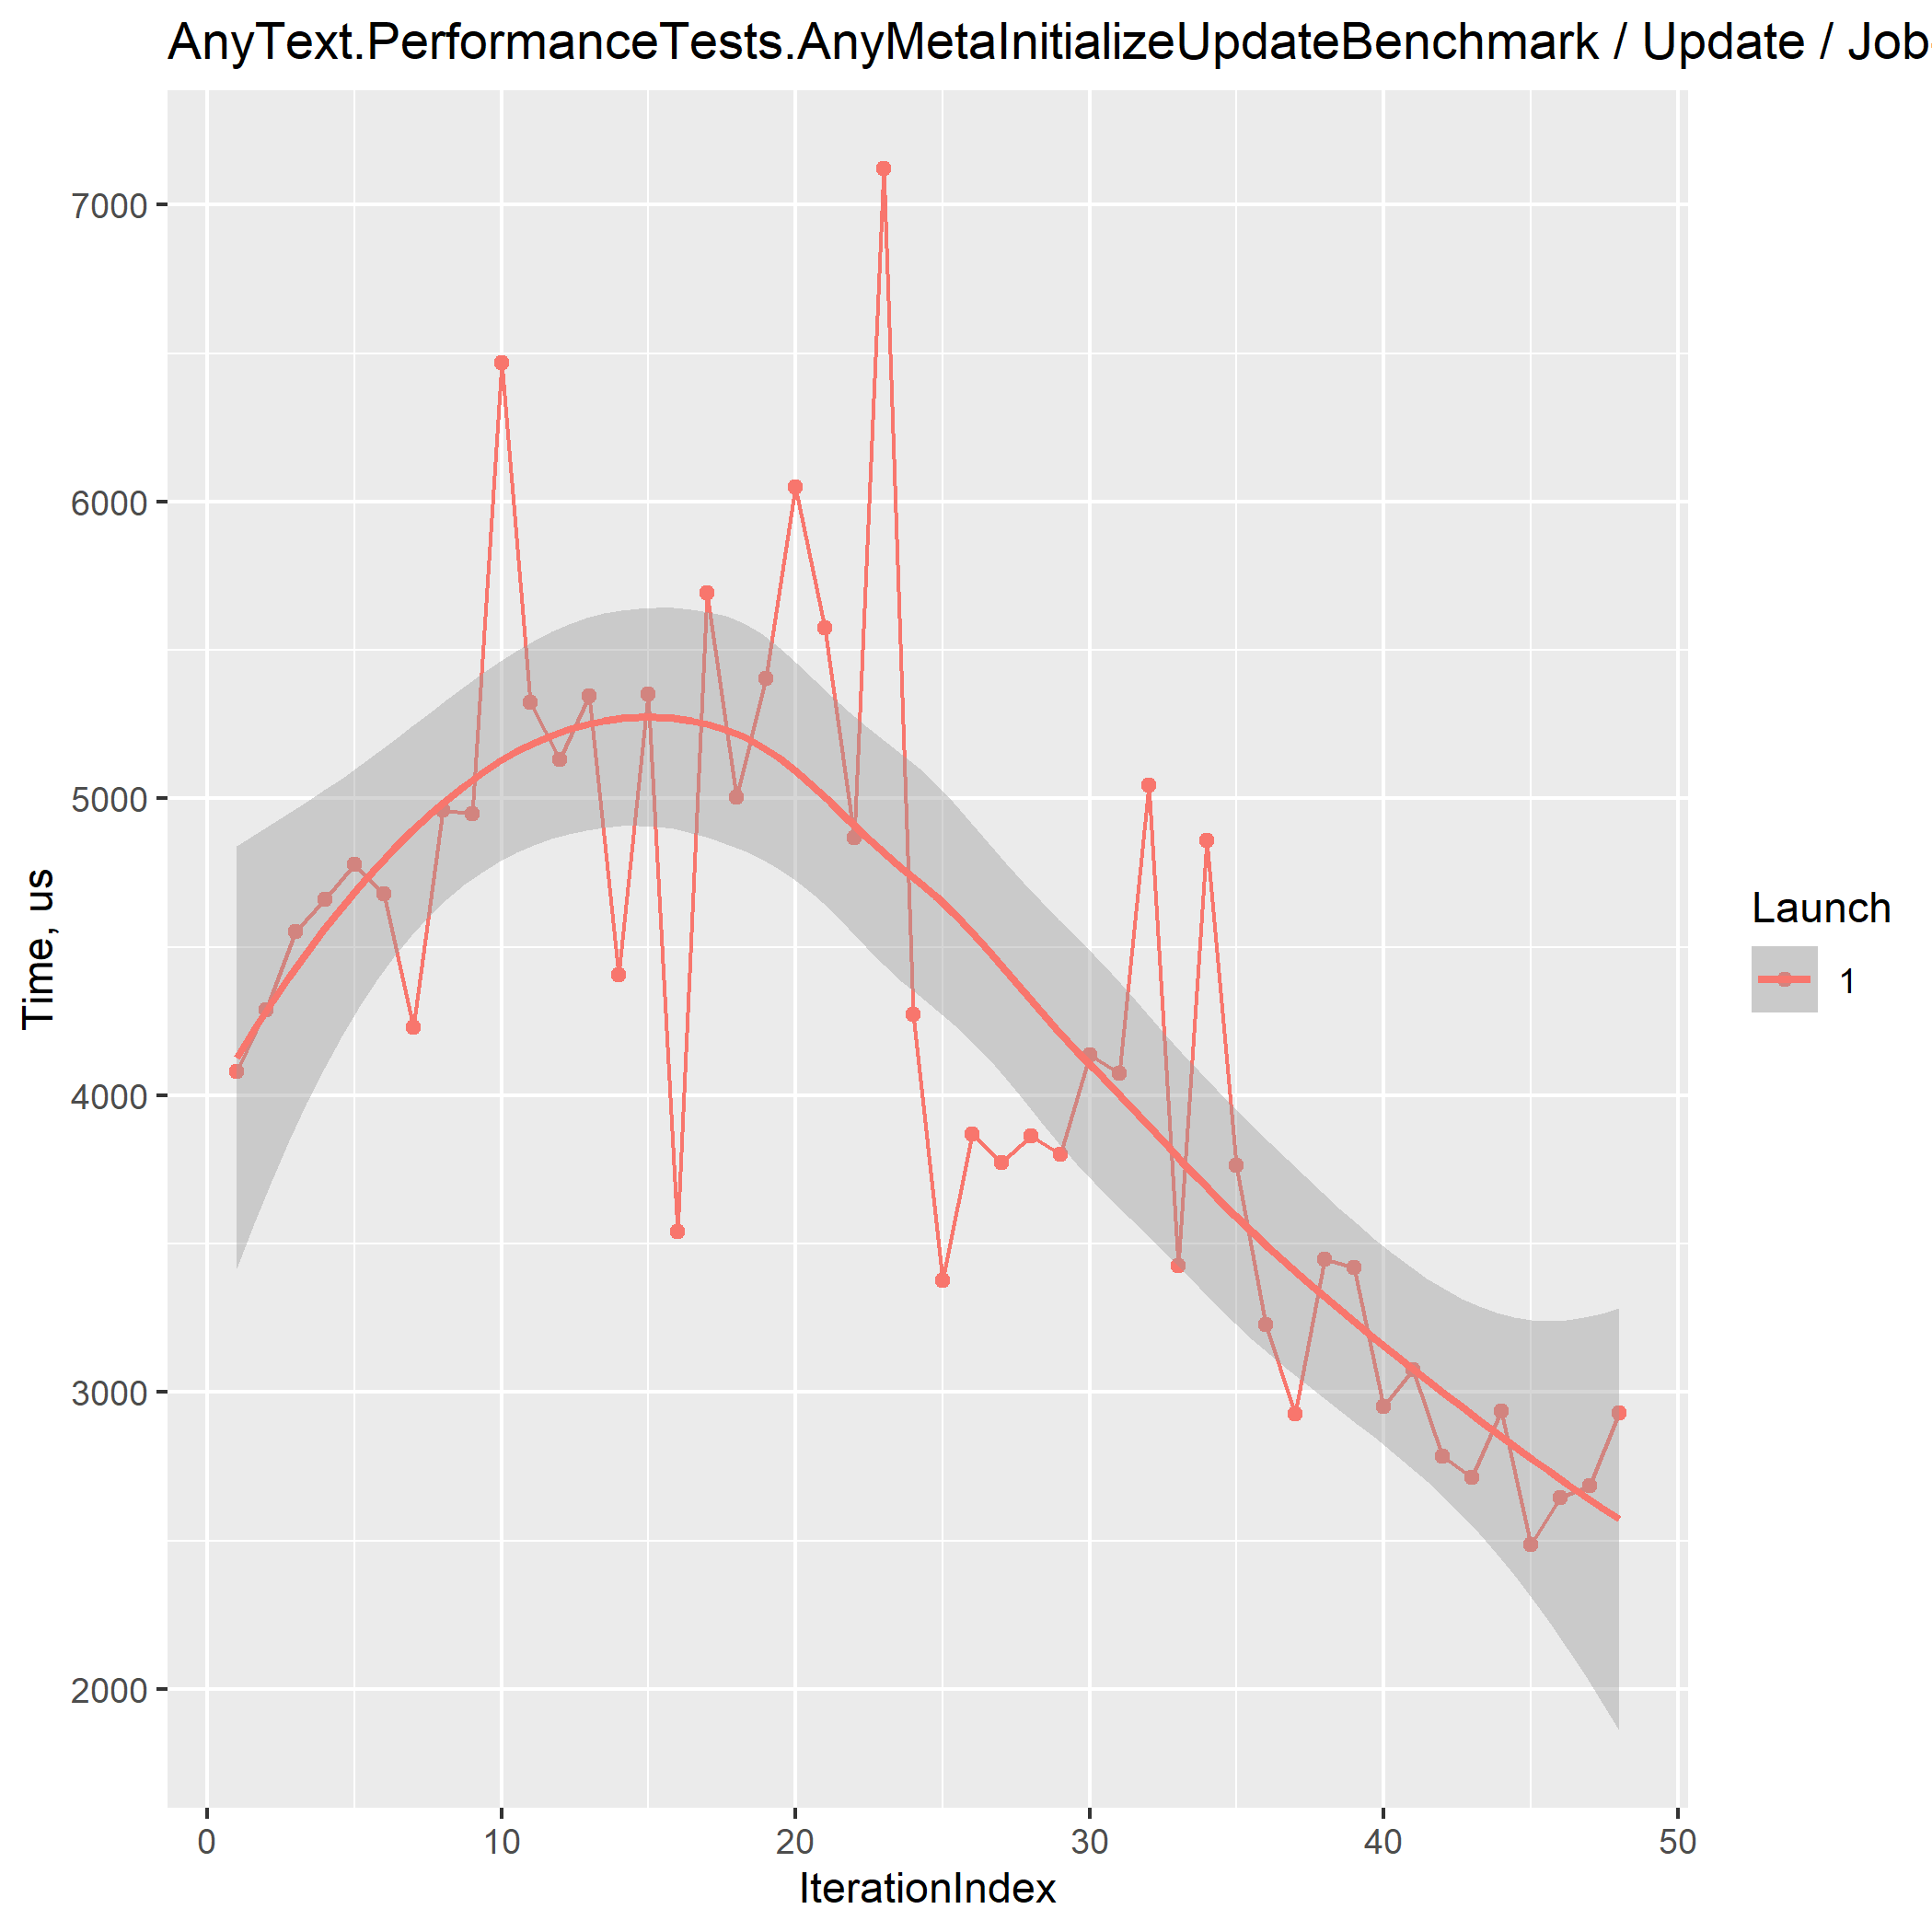 AnyText.PerformanceTests.AnyMetaInitializeUpdateBenchmark / Update / Job
7000
6000
5000
4000
3000
2000
Time, us
0 10 20 30 40 50
IterationIndex
Launch
1